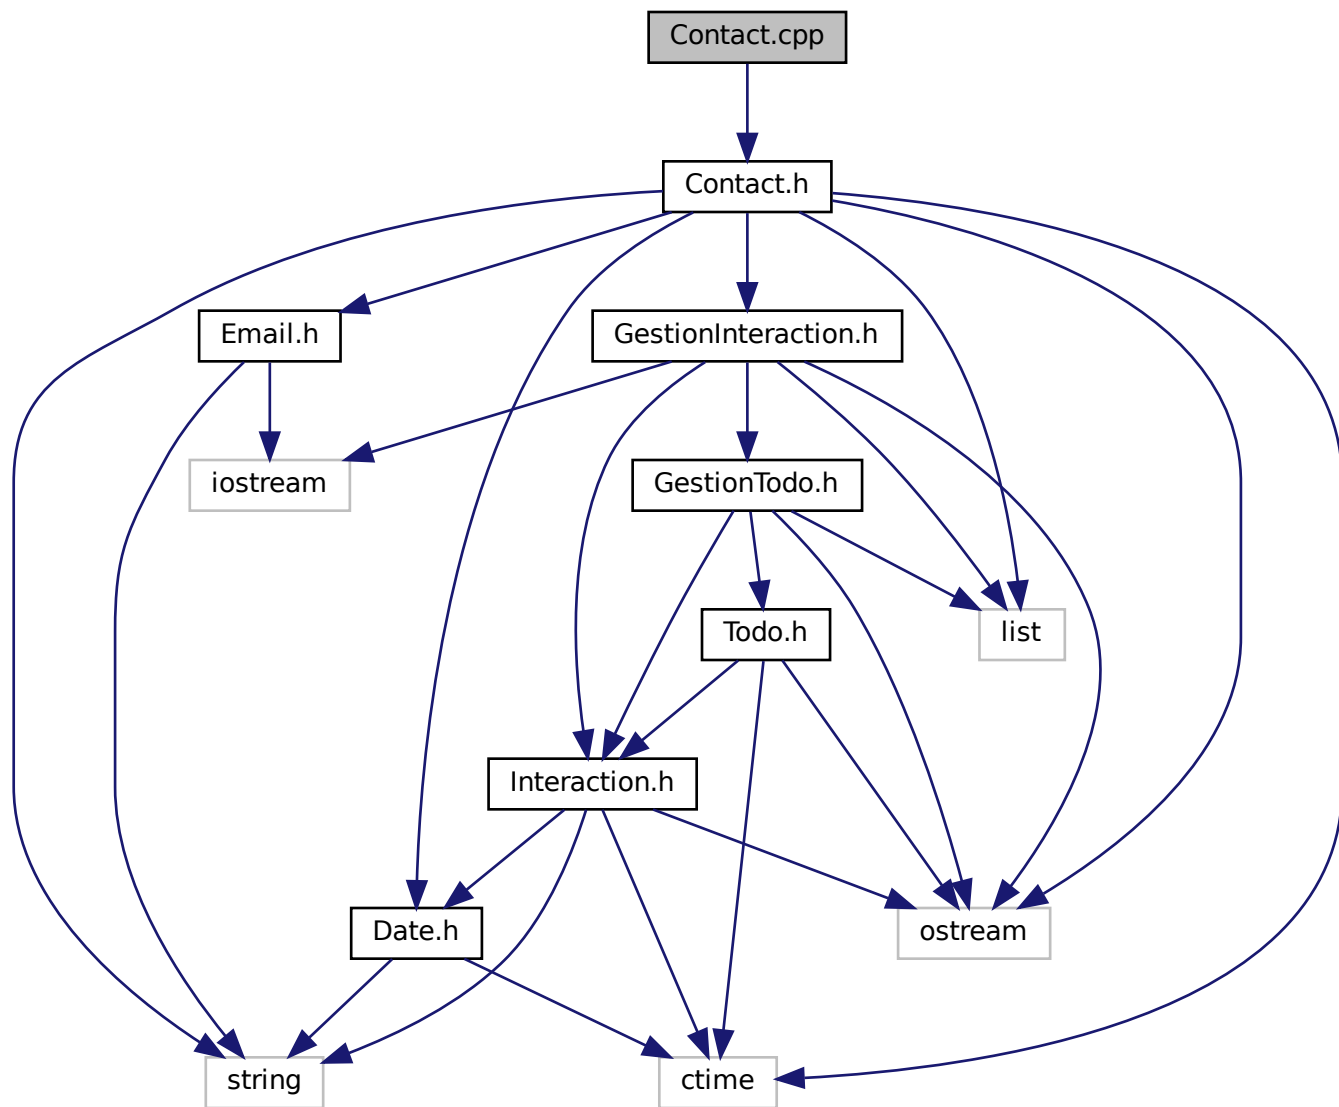 Contact.cpp
Contact.h
Email.h
GestionInteraction.h
iostream
GestionTodo.h
Todo.h
list
Interaction.h
Date.h
ostream
string
ctime